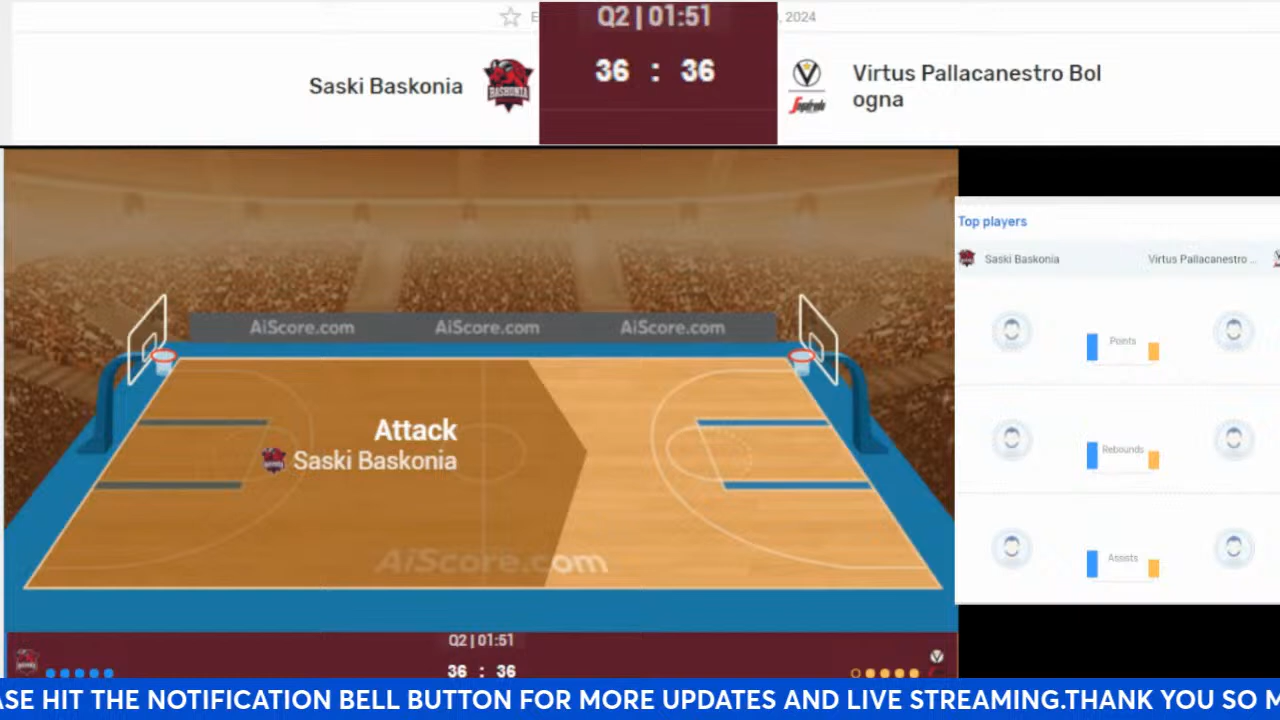 Q2 | 01:51
, 2024
36 : 36
Saski Baskonia
BASKONIA
Virtus Pallacanestro Bol
ogna
Top players
Saski Baskonia
Virtus Pallacanestro ...
AiScore.com
AiScore.com
AiScore.com
Points
Attack
Saski Baskonia
Rebounds
AiScore.com
Assists
Q2 | 01:51
36 : 36
ASE HIT THE NOTIFICATION BELL BUTTON FOR MORE UPDATES AND LIVE STREAMING.THANK YOU SO M